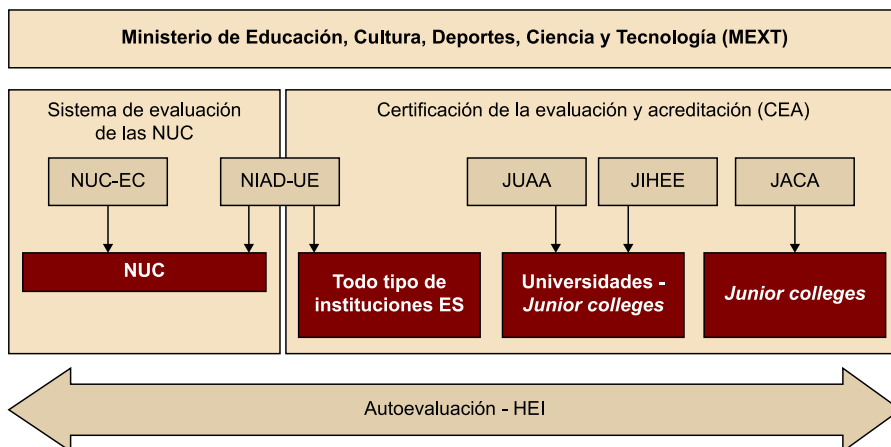 Ministerio de Educación, Cultura, Deportes, Ciencia y Tecnología (MEXT)
Sistema de evaluación
de las NUC
Certificación de la evaluación y acreditación (CEA)
NUC-EC
NIAD-UE
JUAA
JIHEE
JACA
NUC
Todo tipo de
instituciones ES
Universidades -
Junior colleges
Junior colleges
Autoevaluación - HEI